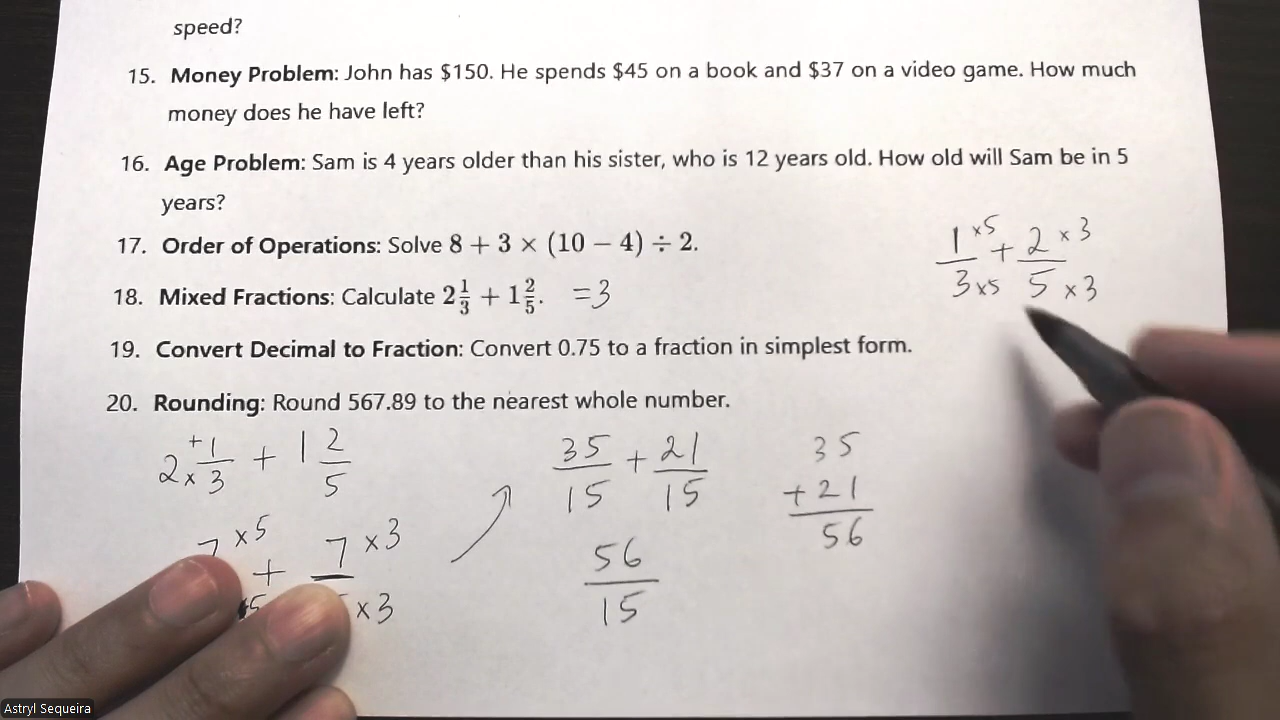 speed?
15. Money Problem: John has $150. He spends $45 on a book and $37 on a video game. How much
money does he have left?
16. Age Problem: Sam is 4 years older than his sister, who is 12 years old. How old will Sam be in 5
years?
17. Order of Operations: Solve 8 + 3 × (10 − 4) ÷ 2.
18. Mixed Fractions: Calculate 2 1/3 + 1 2/5. = 3
1 ×5 + 2 × 3
3 ×5 5 ×3
19. Convert Decimal to Fraction: Convert 0.75 to a fraction in simplest form.
20. Rounding: Round 567.89 to the nearest whole number.
2 × + 1/3 + 1 2/5
7 ×5 + 7 ×3
5 ×3
35/15 + 21/15
56/15
35
+ 21
56
Astryl Sequeira